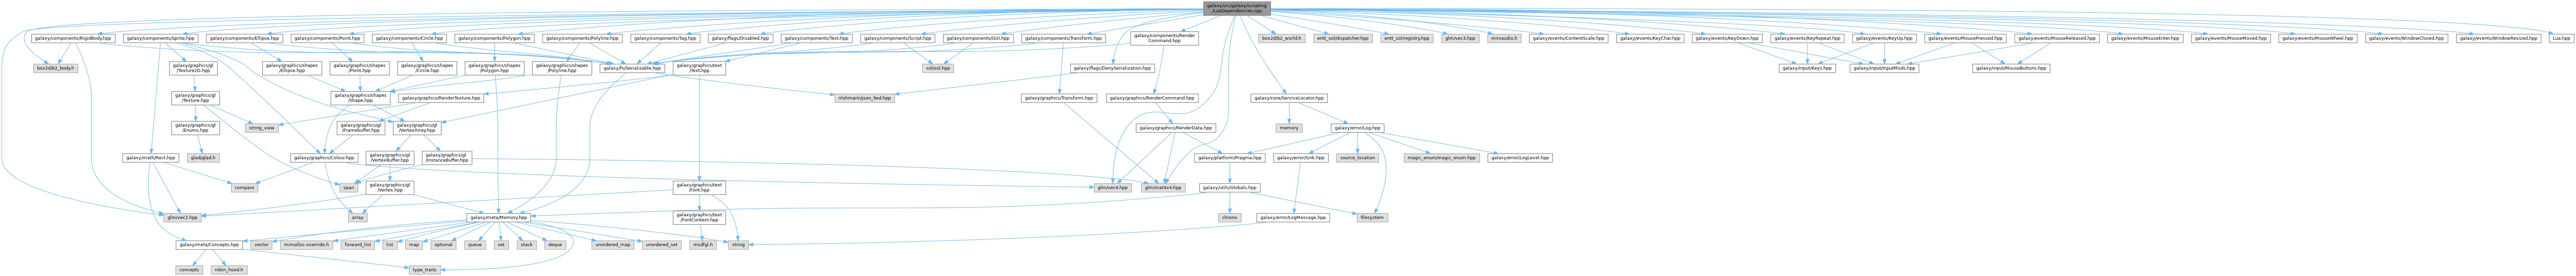 galaxy/src/galaxy/scripting
/LuaDependencies.cpp
galaxy/components/RigidBody.hpp
galaxy/components/Sprite.hpp
galaxy/components/Ellipse.hpp
galaxy/components/Point.hpp
galaxy/components/Circle.hpp
galaxy/components/Polygon.hpp
galaxy/components/Polyline.hpp
galaxy/components/Tag.hpp
galaxy/flags/Disabled.hpp
galaxy/components/Text.hpp
galaxy/components/Script.hpp
galaxy/components/GUI.hpp
galaxy/components/Transform.hpp
galaxy/components/Render
Command.hpp
box2d/b2_world.h
entt_sol/dispatcher.hpp
entt_sol/registry.hpp
glm/vec3.hpp
miniaudio.h
galaxy/events/ContentScale.hpp
galaxy/events/KeyChar.hpp
galaxy/events/KeyDown.hpp
galaxy/events/KeyRepeat.hpp
galaxy/events/KeyUp.hpp
galaxy/events/MousePressed.hpp
galaxy/events/MouseReleased.hpp
galaxy/events/MouseEnter.hpp
galaxy/events/MouseMoved.hpp
galaxy/events/MouseWheel.hpp
galaxy/events/WindowClosed.hpp
galaxy/events/WindowResized.hpp
Lua.hpp
box2d/b2_body.h
galaxy/graphics/gl
/Texture2D.hpp
galaxy/graphics/shapes
/Ellipse.hpp
galaxy/graphics/shapes
/Point.hpp
galaxy/graphics/shapes
/Circle.hpp
galaxy/graphics/shapes
/Polygon.hpp
galaxy/graphics/shapes
/Polyline.hpp
galaxy/fs/Serializable.hpp
galaxy/graphics/text
/Text.hpp
sol/sol.hpp
galaxy/flags/DenySerialization.hpp
galaxy/input/Keys.hpp
galaxy/input/InputMods.hpp
galaxy/input/MouseButtons.hpp
galaxy/graphics/gl
/Texture.hpp
galaxy/graphics/shapes
/Shape.hpp
galaxy/graphics/RenderTexture.hpp
nlohmann/json_fwd.hpp
galaxy/graphics/Transform.hpp
galaxy/graphics/RenderCommand.hpp
galaxy/core/ServiceLocator.hpp
galaxy/graphics/gl
/Enums.hpp
string_view
galaxy/graphics/gl
/Framebuffer.hpp
galaxy/graphics/gl
/VertexArray.hpp
galaxy/graphics/RenderData.hpp
memory
galaxy/error/Log.hpp
galaxy/math/Rect.hpp
glad/glad.h
galaxy/graphics/Colour.hpp
galaxy/graphics/gl
/VertexBuffer.hpp
galaxy/graphics/gl
/InstanceBuffer.hpp
galaxy/platform/Pragma.hpp
galaxy/error/Sink.hpp
source_location
magic_enum/magic_enum.hpp
galaxy/error/LogLevel.hpp
compare
span
galaxy/graphics/gl
/Vertex.hpp
galaxy/graphics/text
/Font.hpp
glm/vec4.hpp
glm/mat4x4.hpp
galaxy/utils/Globals.hpp
glm/vec2.hpp
array
galaxy/meta/Memory.hpp
galaxy/graphics/text
/FontContext.hpp
chrono
galaxy/error/LogMessage.hpp
filesystem
galaxy/meta/Concepts.hpp
vector
mimalloc-override.h
forward_list
list
map
optional
queue
set
stack
deque
unordered_map
unordered_set
msdfgl.h
string
concepts
robin_hood.h
type_traits